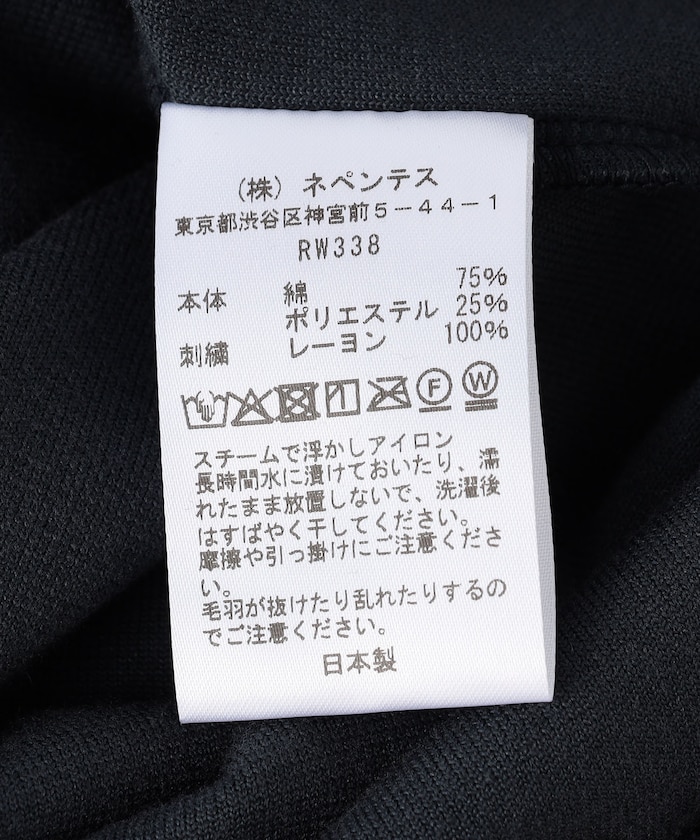 （株）ネペンテス
東京都渋谷区神宮前５－４４－１
RW338
本体 綿 75%
ポリエステル 25%
刺繍 レーヨン 100%
F W
スチームで浮かしアイロン
長時間水に漬けておいたり、濡
れたまま放置しないで、洗濯後
はすばやく干してください。
摩擦や引っ掛けにご注意くださ
い。
毛羽が抜けたり乱れたりするの
でご注意ください。
日本製